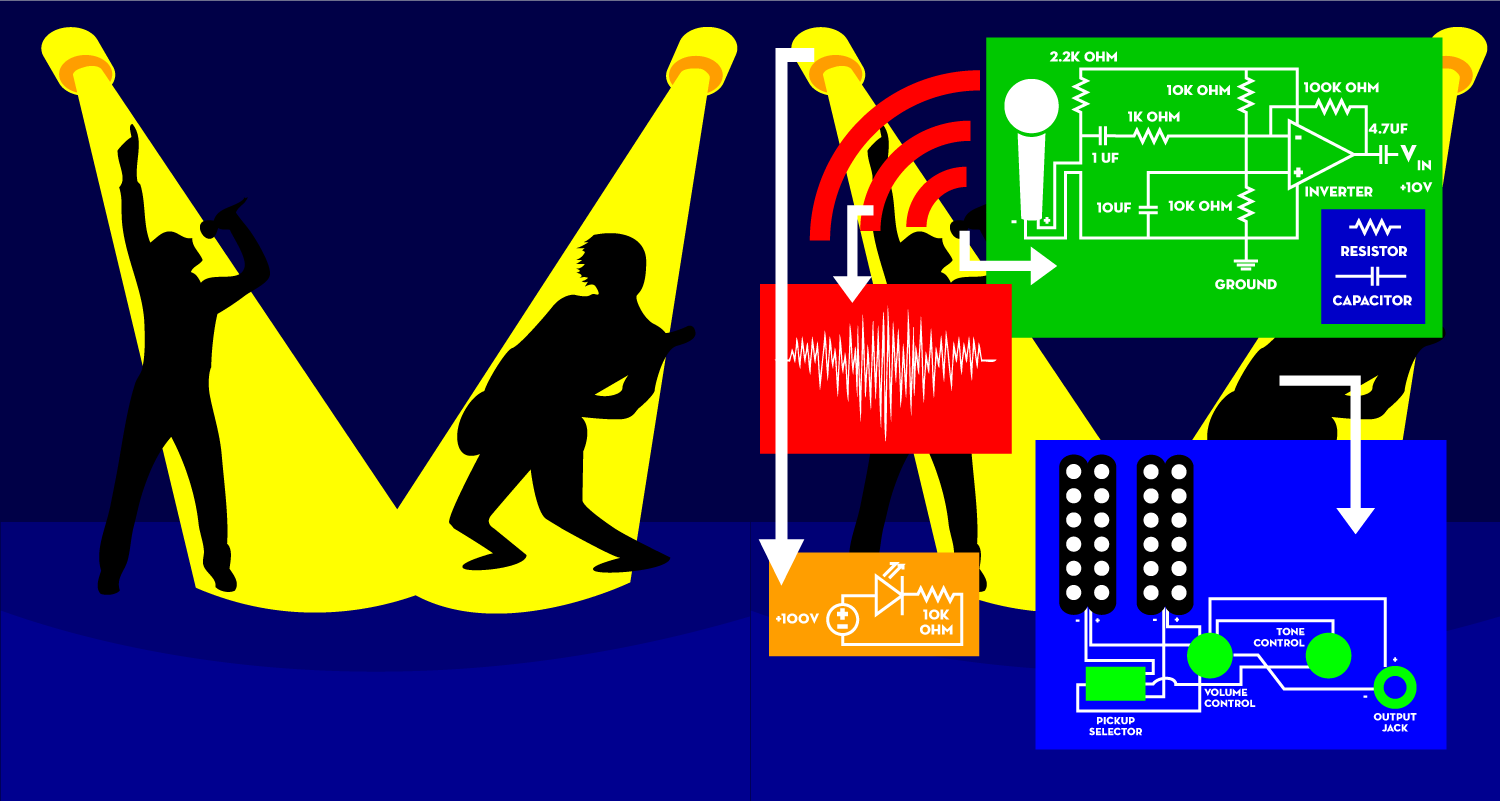 2.2K OHM
10K OHM
100K OHM
1K OHM
4.7UF
1 UF
V IN
+10V
INVERTER
10UF
10K OHM
-
+
-
+
GROUND
RESISTOR
CAPACITOR
+100V
+
-
10K
OHM
- +
- +
TONE
CONTROL
VOLUME
CONTROL
+
-
PICKUP
SELECTOR
OUTPUT
JACK